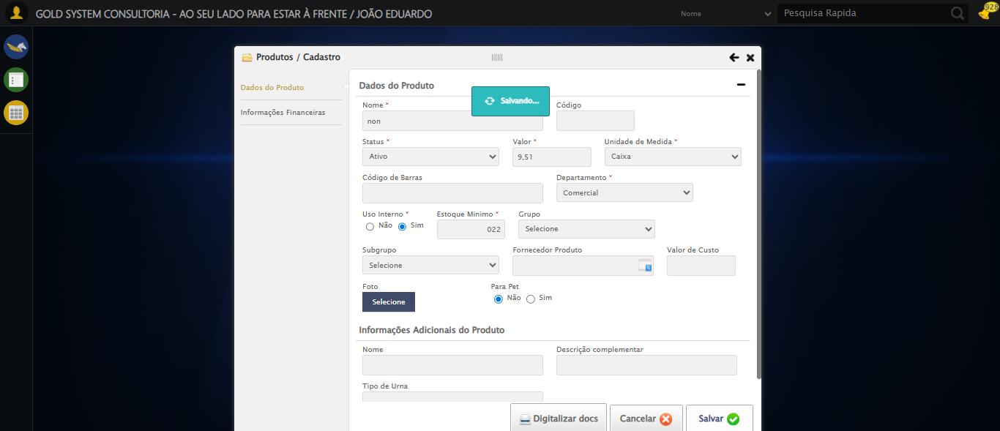 GOLD SYSTEM CONSULTORIA - AO SEU LADO PARA ESTAR À FRENTE / JOÃO EDUARDO
Nome
Pesquisa Rapida
928
Produtos / Cadastro
Dados do Produto
Informações Financeiras
Dados do Produto
Salvando...
Nome *
Código
non
Status *
Valor *
Unidade de Medida *
Ativo
9,51
Caixa
Código de Barras
Departamento *
Comercial
Uso Interno *
Estoque Minimo *
Grupo
Não
Sim
022
Selecione
Subgrupo
Fornecedor Produto
Valor de Custo
Selecione
Foto
Para Pet
Selecione
Não
Sim
Informações Adicionais do Produto
Nome
Descrição complementar
Tipo de Urna
Digitalizar docs
Cancelar
Salvar